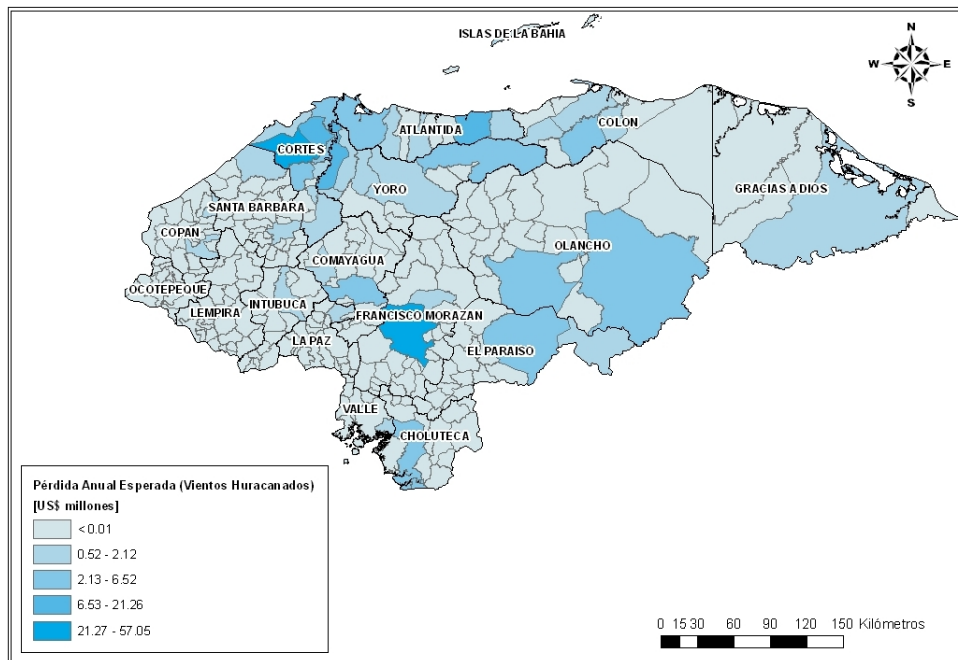 ISLAS DE LA BAHIA
N
W E
S
ATLANTIDA
COLON
CORTES
YORO
GRACIAS A DIOS
SANTA BARBARA
COPAN
OLANCHO
COMAYAGUA
OCOTEPEQUE
INTUBUCA
LEMPIRA
FRANCISCO MORAZAN
LA PAZ
EL PARAISO
VALLE
CHOLUTECA
Pérdida Anual Esperada (Vientos Huracanados)
[US$ millones]
< 0.01
0.52 - 2.12
2.13 - 6.52
6.53 - 21.26
21.27 - 57.05
0 15 30 60 90 120 150 Kilómetros